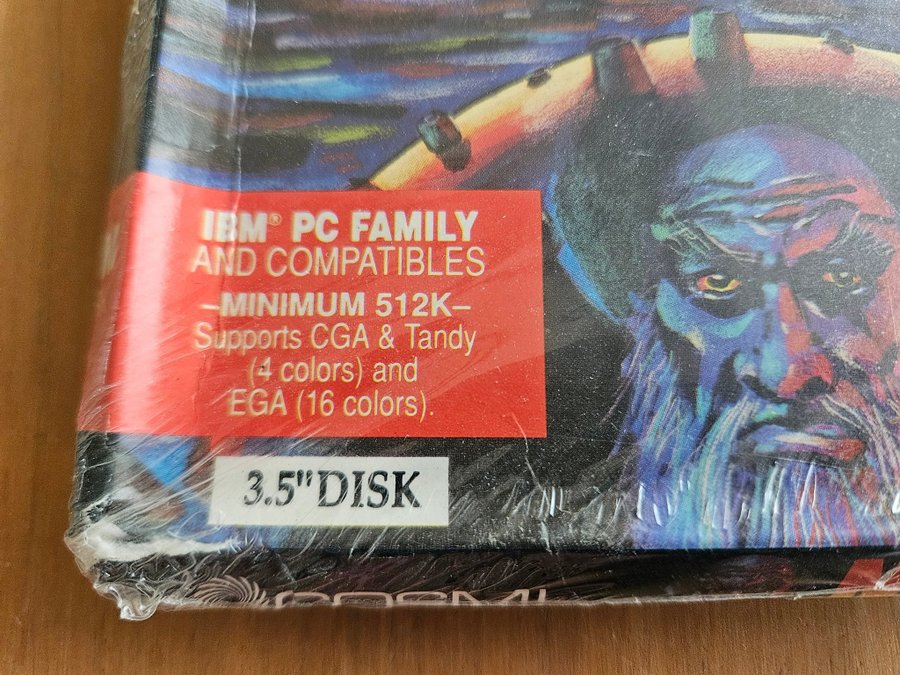 IBM® PC FAMILY
AND COMPATIBLES
–MINIMUM 512K–
Supports CGA & Tandy
(4 colors) and
EGA (16 colors).
3.5" DISK
COSMI